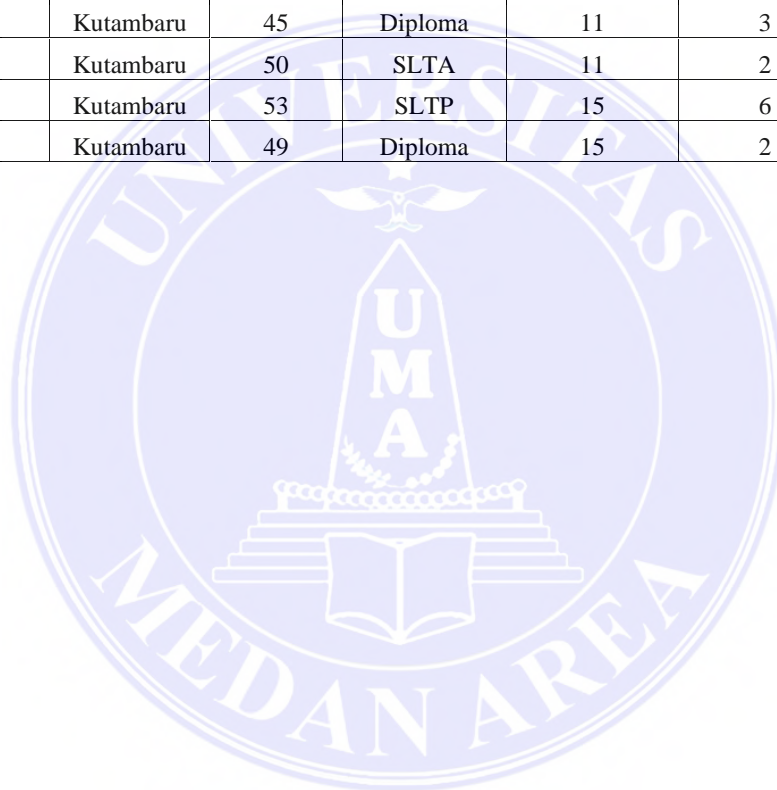 Kutambaru 45 Diploma 11 3
Kutambaru 50 SLTA 11 2
Kutambaru 53 SLTP 15 6
Kutambaru 49 Diploma 15 2
UNIVERSITAS
UMA
MEDAN AREA